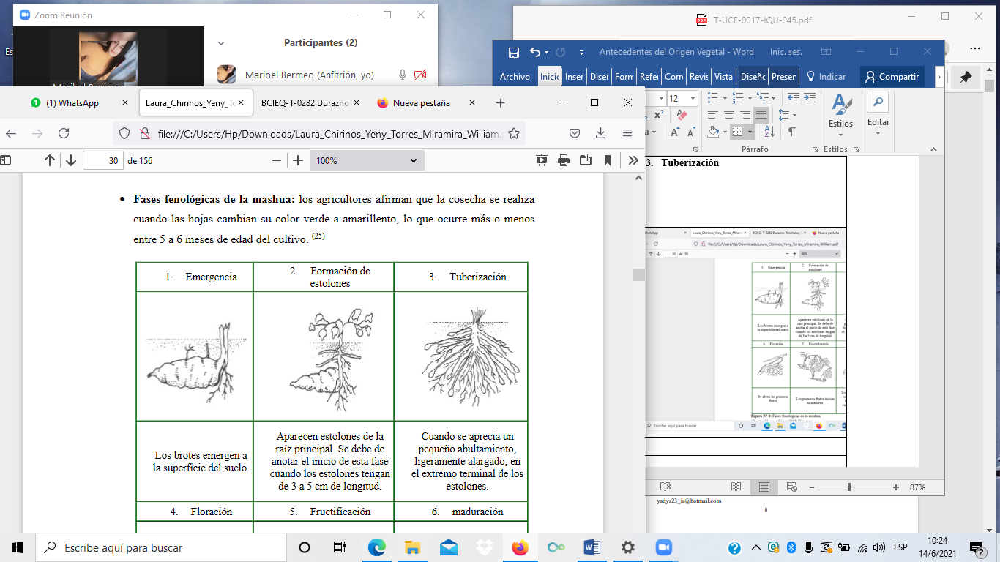 Zoom Reunión
Participantes (2)
Maribel Bermeo (Anfitrión, yo)
Maribel Bermeo
T-UCE-0017-IQU-045.pdf
Antecedentes del Origen Vegetal - Word
Inic. ses.
Archivo
Inicio
Inser
Diseñ
Form
Refer
Corre
Revis
Vista
Diseño
Preser
Indicar
Compartir
12
Estilos
Editar
Párrafo
Estilos
3. Tuberización
(1) WhatsApp
Laura_Chirinos_Yeny_To
BCIEQ-T-0282 Durazno
Nueva pestaña
file:///C:/Users/Hp/Downloads/Laura_Chirinos_Yeny_Torres_Miramira_William.
30 de 156
100%
• Fases fenológicas de la mashua: los agricultores afirman que la cosecha se realiza
cuando las hojas cambian su color verde a amarillento, lo que ocurre más o menos
entre 5 a 6 meses de edad del cultivo. (25)
1. Emergencia
2. Formación de
estolones
3. Tuberización
Los brotes emergen a
la superficie del suelo.
Aparecen estolones de la
raíz principal. Se debe de
anotar el inicio de esta fase
cuando los estolones tengan
de 3 a 5 cm de longitud.
Cuando se aprecia un
pequeño abultamiento,
ligeramente alargado, en
el extremo terminal de los
estolones.
4. Floración
5. Fructificación
6. maduración
Laura_Chirinos_Yeny_Torres_Miram
BCIEQ-T-0282 Durazno
Nueva pestaña
file:///C:/Users/Hp/Downloads/Laura_Chirinos_Yeny_Torres_Miramira_William.pdf
30 de 156
90%
1. Emergencia
2. Formación de
estolones
Los brotes emergen a
la superficie del suelo.
Aparecen estolones de la
raíz principal. Se debe de
anotar el inicio de esta fase
cuando los estolones tengan
de 3 a 5 cm de longitud.
4. Floración
5. Fructificación
Se abren las primeras
flores.
Los primeros frutos inician
su madurez.
Figura N° 4: Fases fenológicas de la mashua
Escribe aquí para buscar
87%
yadys23_is@hotmail.com
ii
Escribe aquí para buscar
ESP
10:24
14/6/2021
2